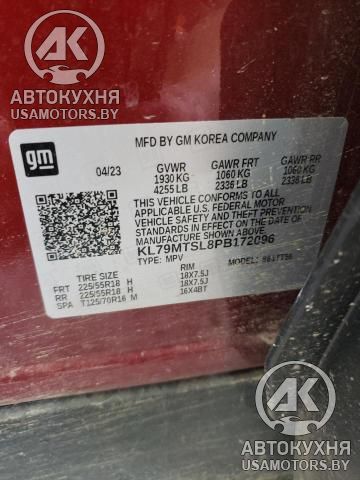 АК
АВТОКУХНЯ
USAMOTORS.BY
gm
MFD BY GM KOREA COMPANY
04/23
GVWR GAWR FRT GAWR RR
1930 KG 1060 KG 1060 KG
4255 LB 2336 LB 2336 LB
THIS VEHICLE CONFORMS TO ALL APPLICABLE
U.S. FEDERAL MOTOR
VEHICLE SAFETY AND THEFT PREVENTION
STANDARDS IN EFFECT ON THE DATE OF
MANUFACTURE SHOWN ABOVE.
KL79MTSL8PB172096
TYPE: MPV MODEL:
TIRE SIZE RIM
FRT 225/55R18 H 18X7.5J
RR 225/55R18 H 18X7.5J
SPA T125/70R16 M 16X4BT
АК
АВТОКУХНЯ
USAMOTORS.BY